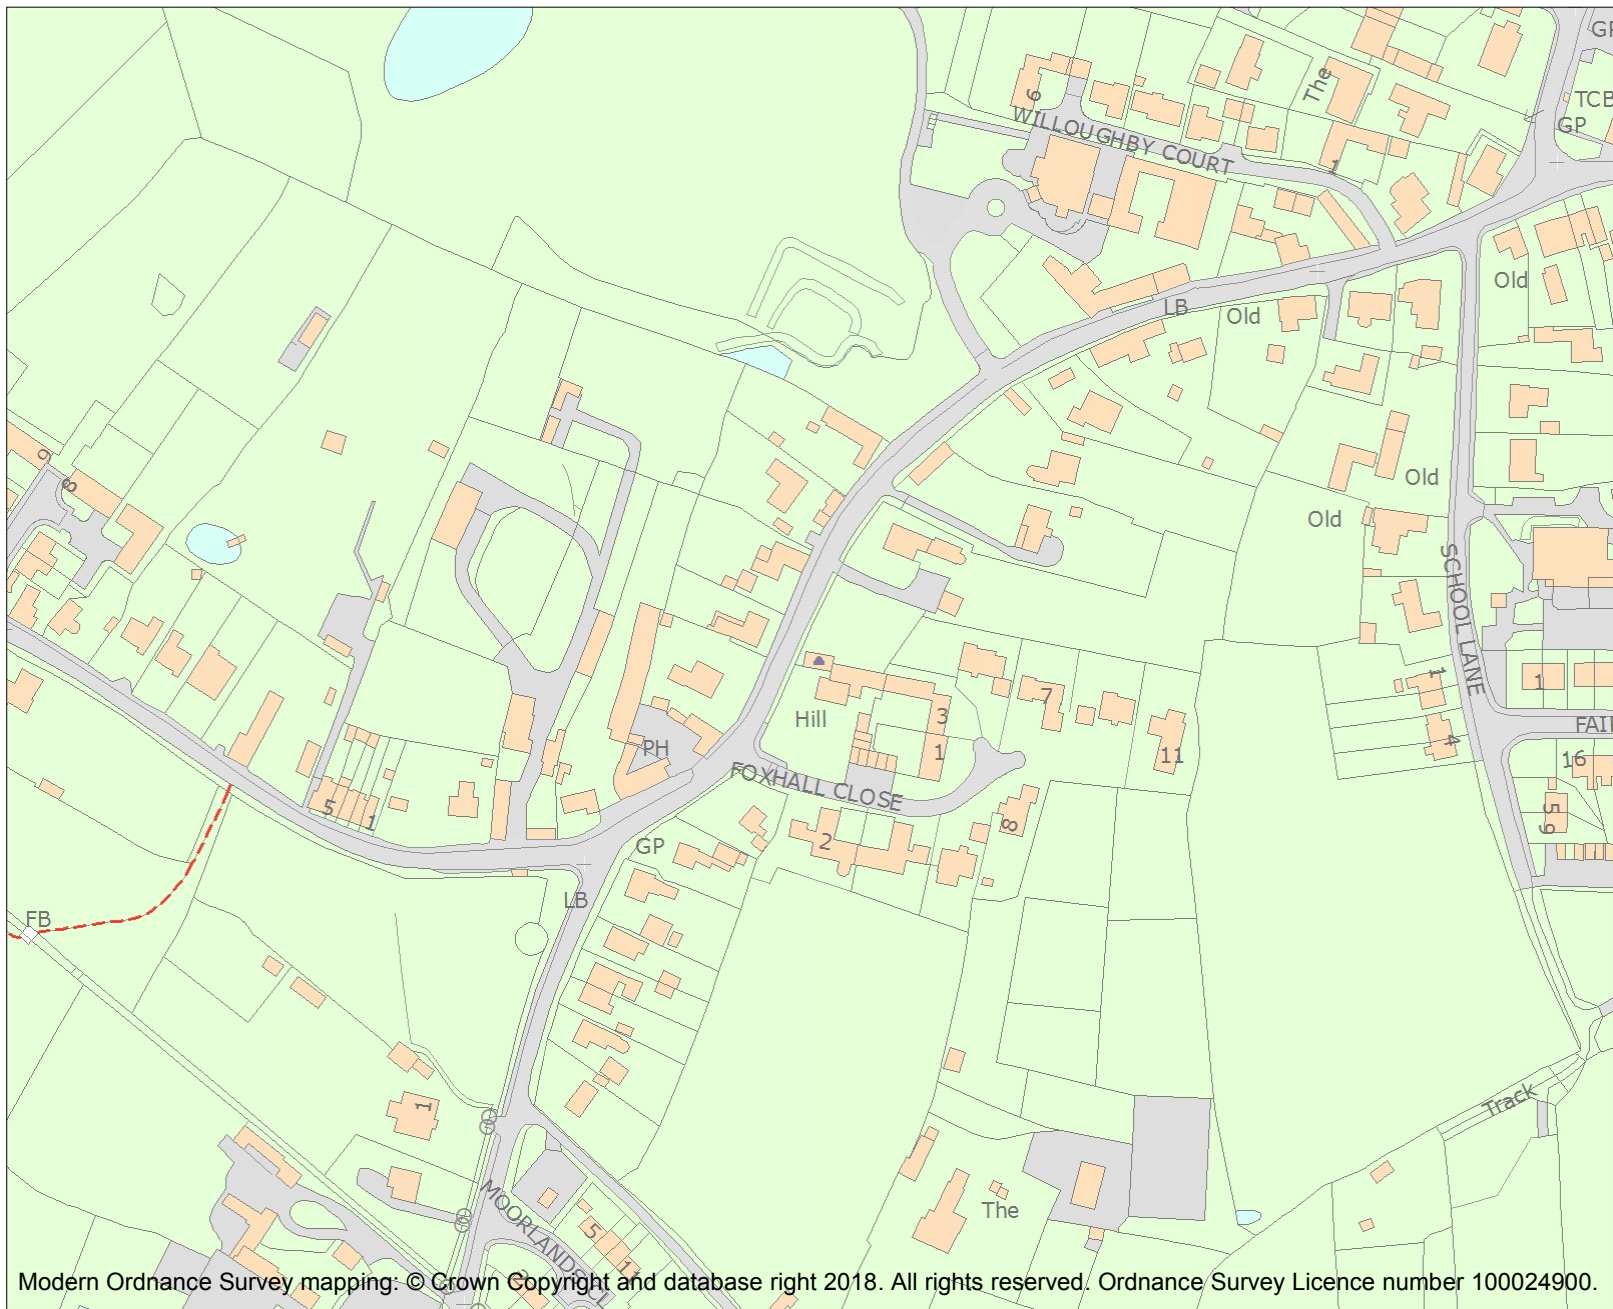 GP
TCB
GP
The
6
WILLOUGHBY COURT
1
Old
LB
Old
9
8
Old
Old
SCHOOL LANE
1
1
7
3
Hill
1
11
PH
4
FAIR
16
FOXHALL CLOSE
5
1
2
8
5
9
GP
LB
FB
1
Track
The
MOORLANDS CL
5
11
Modern Ordnance Survey mapping: © Crown Copyright and database right 2018. All rights reserved. Ordnance Survey Licence number 100024900.